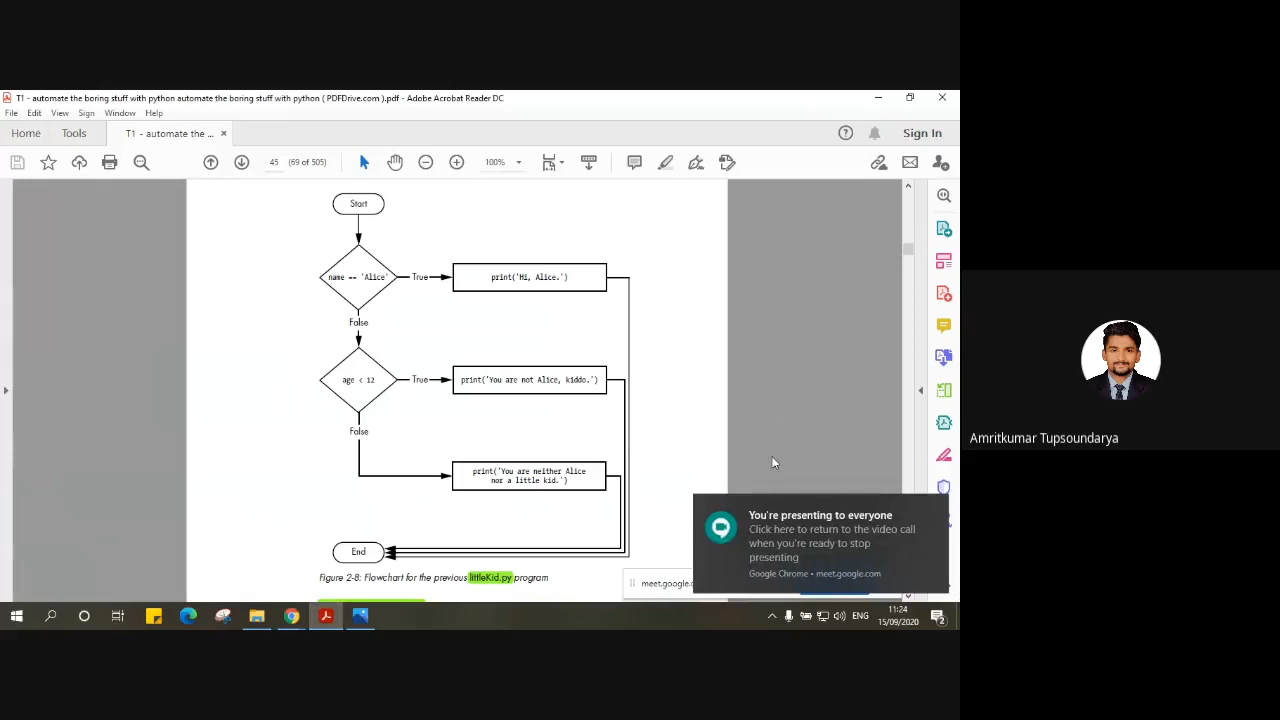 T1 - automate the boring stuff with python automate the boring stuff with python ( PDFDrive.com ).pdf - Adobe Acrobat Reader DC
File Edit View Sign Window Help
Home Tools T1 - automate the ... × Sign In
45 (69 of 505) 100%
Start
name == 'Alice' True print('Hi, Alice.')
False
age < 12 True print('You are not Alice, kiddo.')
False
print('You are neither Alice
nor a little kid.')
End
Figure 2-8: Flowchart for the previous littleKid.py program
Amritkumar Tupsoundarya
You're presenting to everyone
Click here to return to the video call
when you're ready to stop
presenting
Google Chrome • meet.google.com
meet.google.c
ENG
11:24
15/09/2020
2